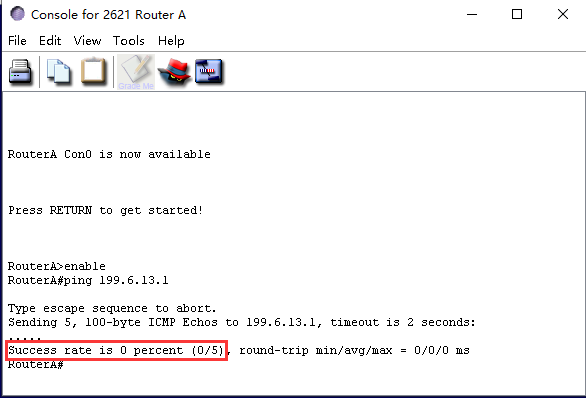 Console for 2621 Router A
File Edit View Tools Help
Grade Me
RouterA Con0 is now available
Press RETURN to get started!
RouterA>enable
RouterA#ping 199.6.13.1
Type escape sequence to abort.
Sending 5, 100-byte ICMP Echos to 199.6.13.1, timeout is 2 seconds:
.....
Success rate is 0 percent (0/5), round-trip min/avg/max = 0/0/0 ms
RouterA#